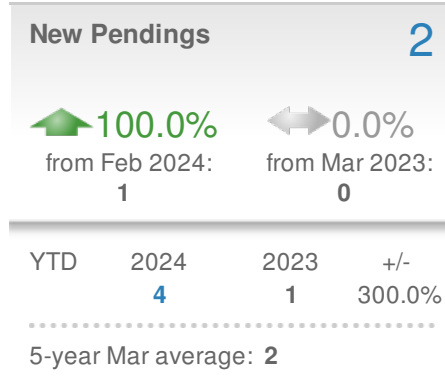 New Pendings 2
100.0% 0.0%
from Feb 2024: from Mar 2023:
1 0
YTD 2024 2023 +/-
4 1 300.0%
5-year Mar average: 2